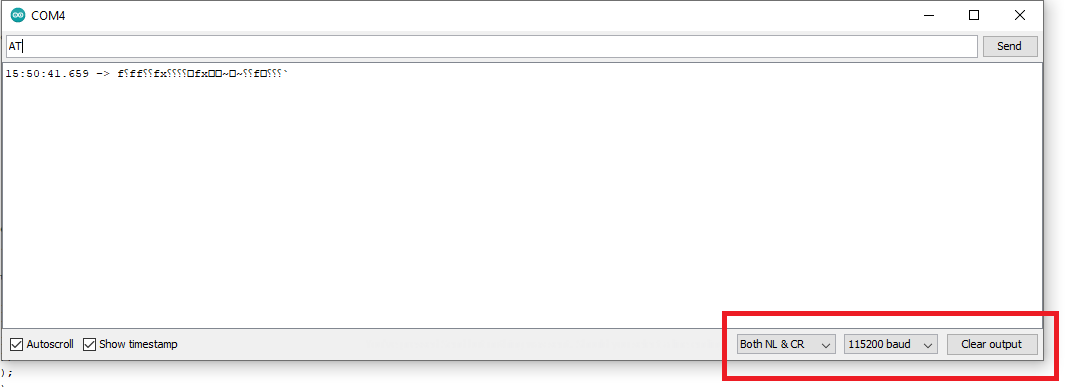 COM4
AT
Send
15:50:41.659 -> f⸮ff⸮⸮fx⸮⸮⸮⸮□fx□□~□~⸮⸮f□⸮⸮⸮`
Autoscroll Show timestamp Both NL & CR 115200 baud Clear output
);